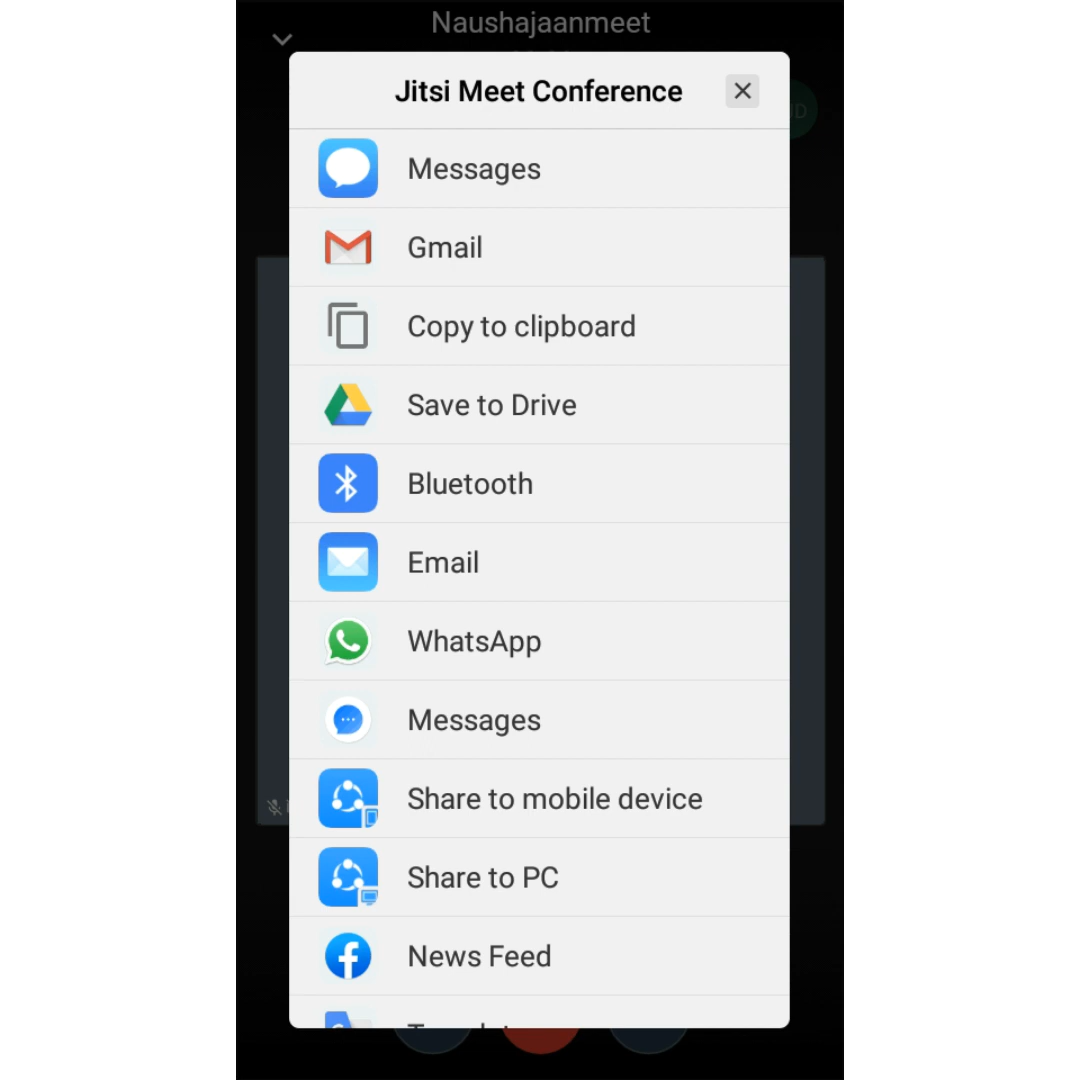 Naushajaanmeet
Jitsi Meet Conference
Messages
Gmail
Copy to clipboard
Save to Drive
Bluetooth
Email
WhatsApp
Messages
Share to mobile device
Share to PC
News Feed